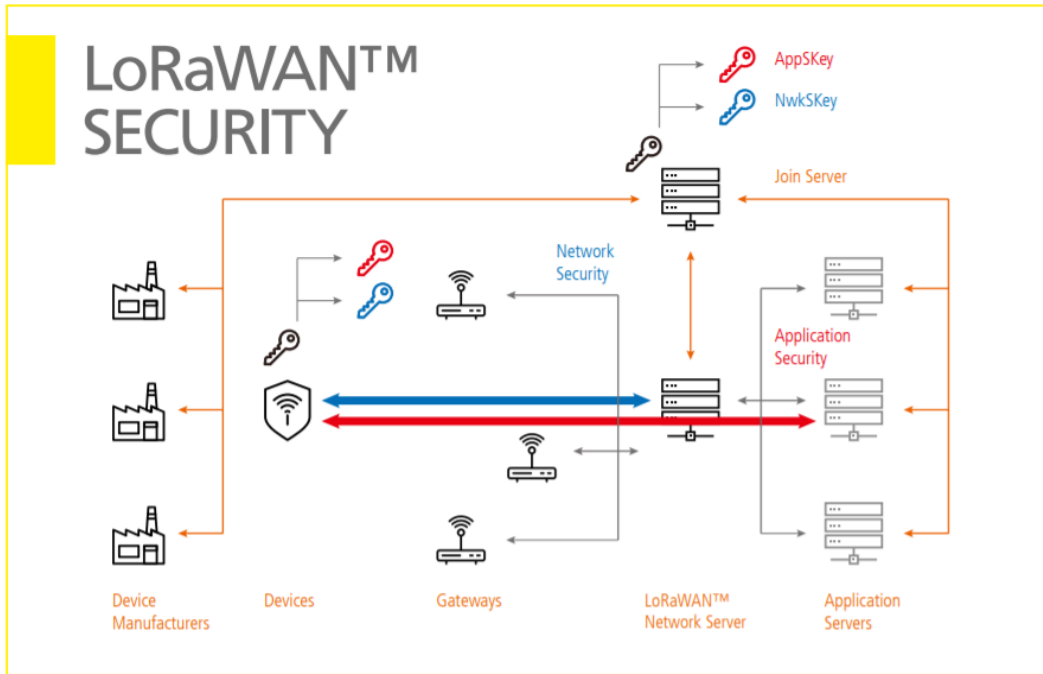 LoRaWAN™
SECURITY
AppSKey
NwkSKey
Join Server
Network
Security
Application
Security
Device
Manufacturers
Devices
Gateways
LoRaWAN™
Network Server
Application
Servers